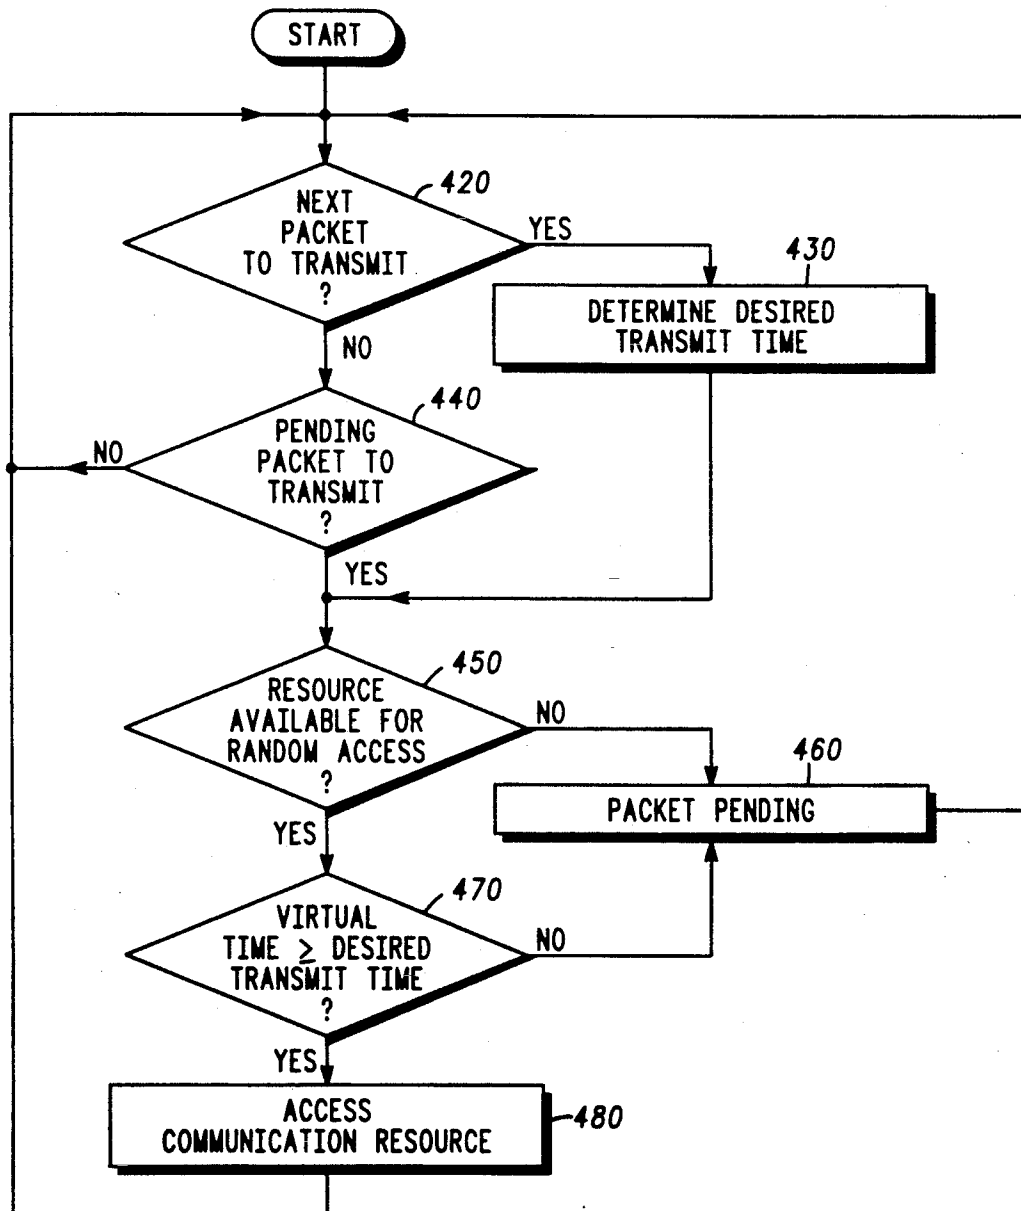 START
NEXT
PACKET
TO TRANSMIT
?
420
YES
430
DETERMINE DESIRED
TRANSMIT TIME
NO
440
PENDING
PACKET TO
TRANSMIT
?
NO
YES
450
RESOURCE
AVAILABLE FOR
RANDOM ACCESS
?
NO
460
PACKET PENDING
YES
470
VIRTUAL
TIME ≥ DESIRED
TRANSMIT TIME
?
NO
YES
ACCESS
COMMUNICATION RESOURCE
480